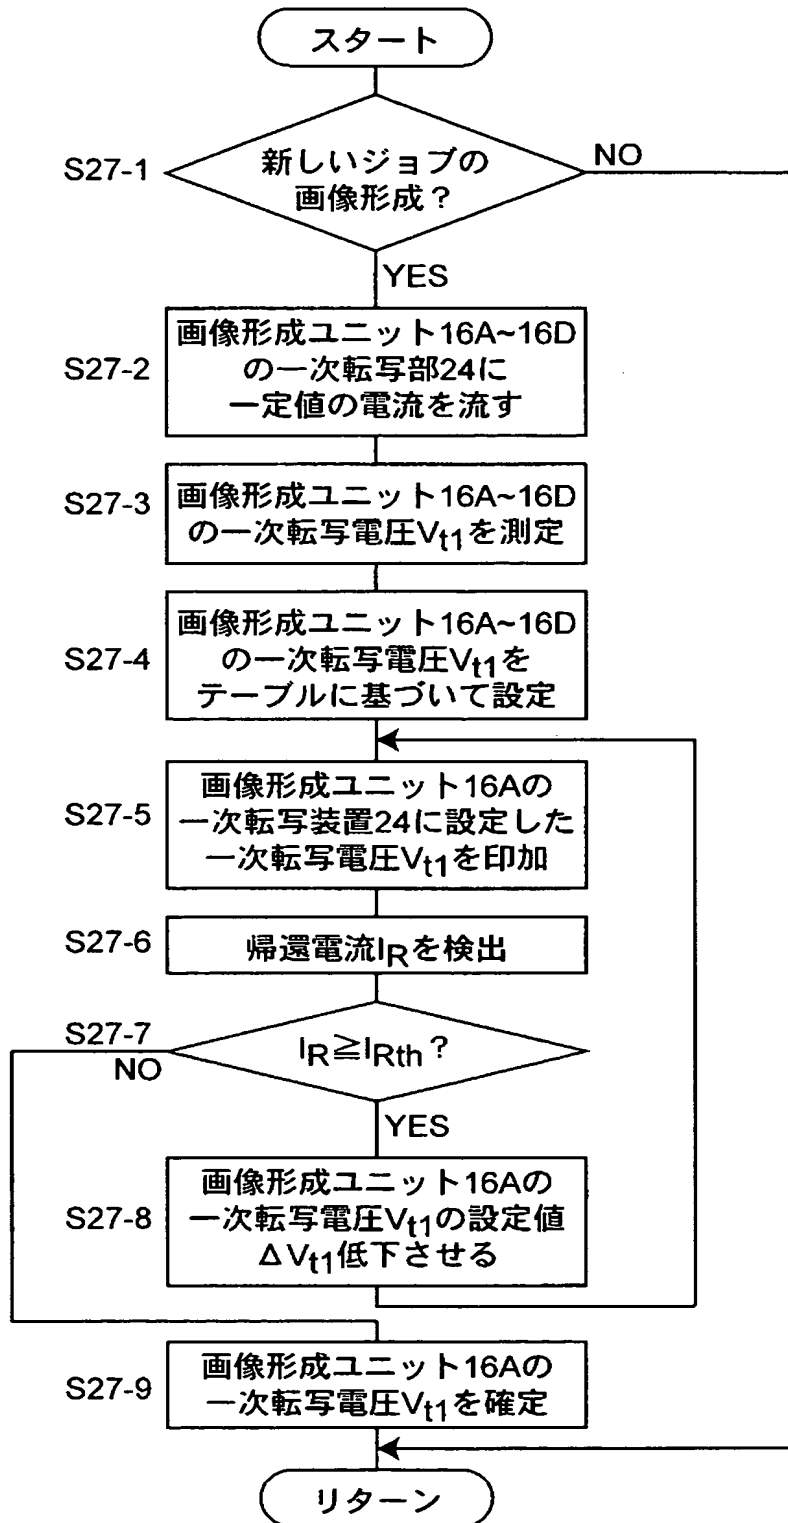 スタート
S27-1
新しいジョブの
画像形成？
NO
YES
S27-2
画像形成ユニット16A~16D
の一次転写部24に
一定値の電流を流す
S27-3
画像形成ユニット16A~16D
の一次転写電圧Vt1を測定
S27-4
画像形成ユニット16A~16D
の一次転写電圧Vt1を
テーブルに基づいて設定
S27-5
画像形成ユニット16Aの
一次転写装置24に設定した
一次転写電圧Vt1を印加
S27-6
帰還電流IRを検出
S27-7
IR≧IRth？
NO
YES
S27-8
画像形成ユニット16Aの
一次転写電圧Vt1の設定値
ΔVt1低下させる
S27-9
画像形成ユニット16Aの
一次転写電圧Vt1を確定
リターン